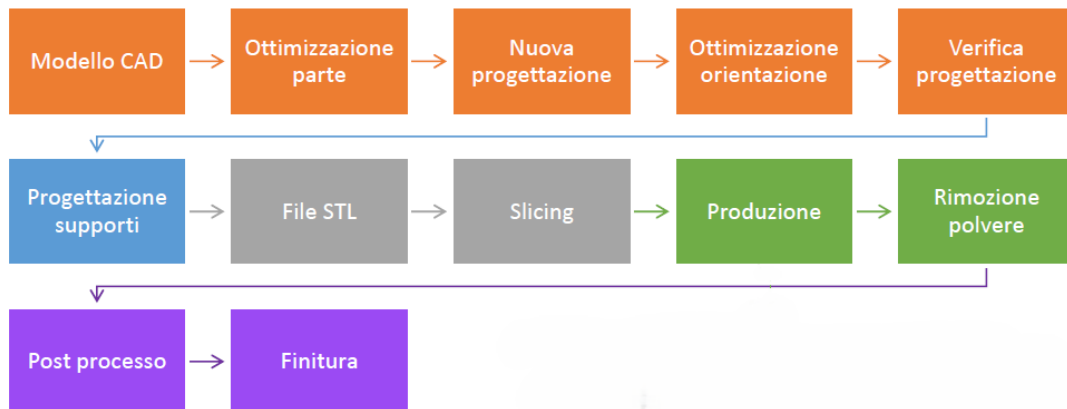 Modello CAD
Ottimizzazione
parte
Nuova
progettazione
Ottimizzazione
orientazione
Verifica
progettazione
Progettazione
supporti
File STL
Slicing
Produzione
Rimozione
polvere
Post processo
Finitura